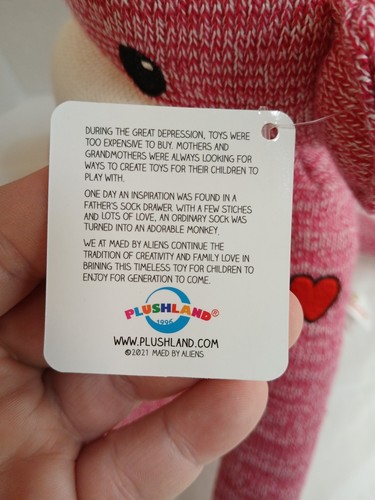 DURING THE GREAT DEPRESSION, TOYS WERE
TOO EXPENSIVE TO BUY. MOTHERS AND
GRANDMOTHERS WERE ALWAYS LOOKING FOR
WAYS TO CREATE TOYS FOR THEIR CHILDREN TO
PLAY WITH.
ONE DAY AN INSPIRATION WAS FOUND IN A
FATHER'S SOCK DRAWER. WITH A FEW STICHES
AND LOTS OF LOVE, AN ORDINARY SOCK WAS
TURNED INTO AN ADORABLE MONKEY.
WE AT MAED BY ALIENS CONTINUE THE
TRADITION OF CREATIVITY AND FAMILY LOVE IN
BRINING THIS TIMELESS TOY FOR CHILDREN TO
ENJOY FOR GENERATION TO COME.
PLUSHLAND®
1996
WWW.PLUSHLAND.COM
©2021 MAED BY ALIENS